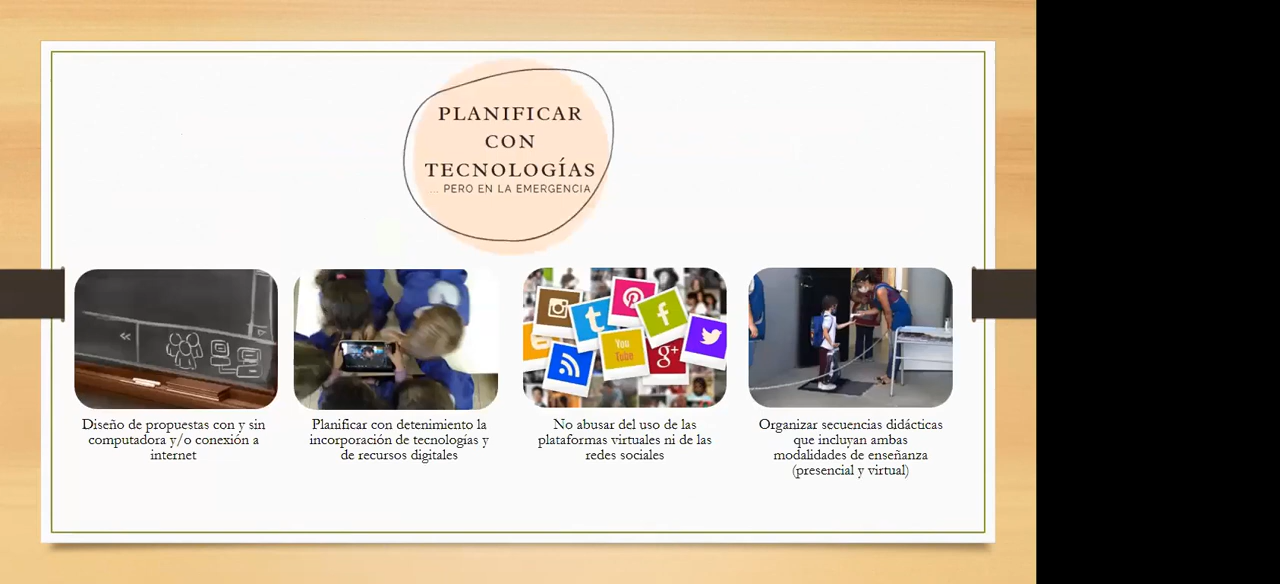 PLANIFICAR
CON
TECNOLOGÍAS
... PERO EN LA EMERGENCIA
You
Tube
g+
Diseño de propuestas con y sin
computadora y/o conexión a
internet
Planificar con detenimiento la
incorporación de tecnologías y
de recursos digitales
No abusar del uso de las
plataformas virtuales ni de las
redes sociales
Organizar secuencias didácticas
que incluyan ambas
modalidades de enseñanza
(presencial y virtual)